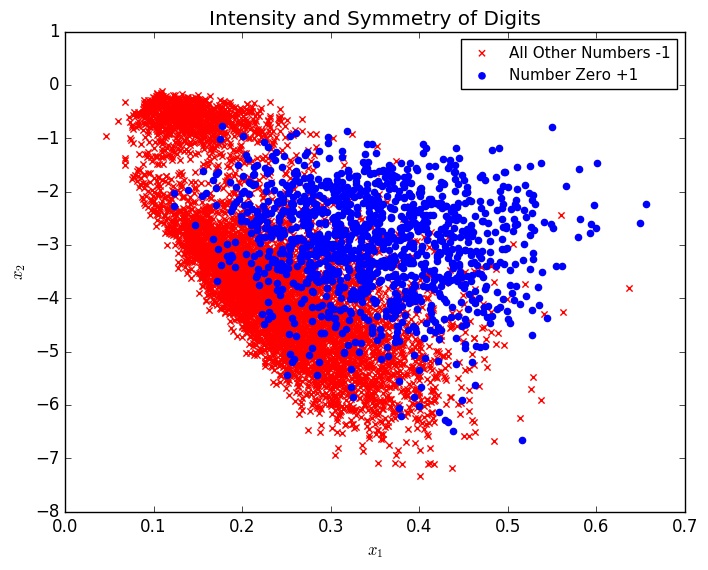 Intensity and Symmetry of Digits
All Other Numbers -1
Number Zero +1
1
0
−1
−2
−3
−4
−5
−6
−7
−8
x₂
0.0 0.1 0.2 0.3 0.4 0.5 0.6 0.7
x₁